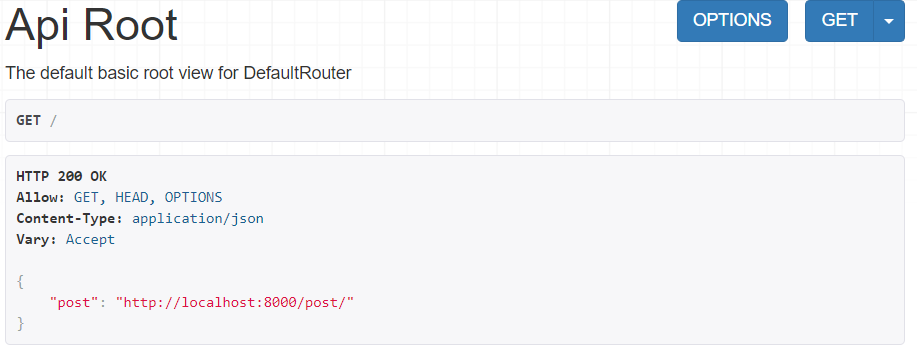 Api Root
OPTIONS
GET
The default basic root view for DefaultRouter
GET /
HTTP 200 OK
Allow: GET, HEAD, OPTIONS
Content-Type: application/json
Vary: Accept
{
    "post": "http://localhost:8000/post/"
}